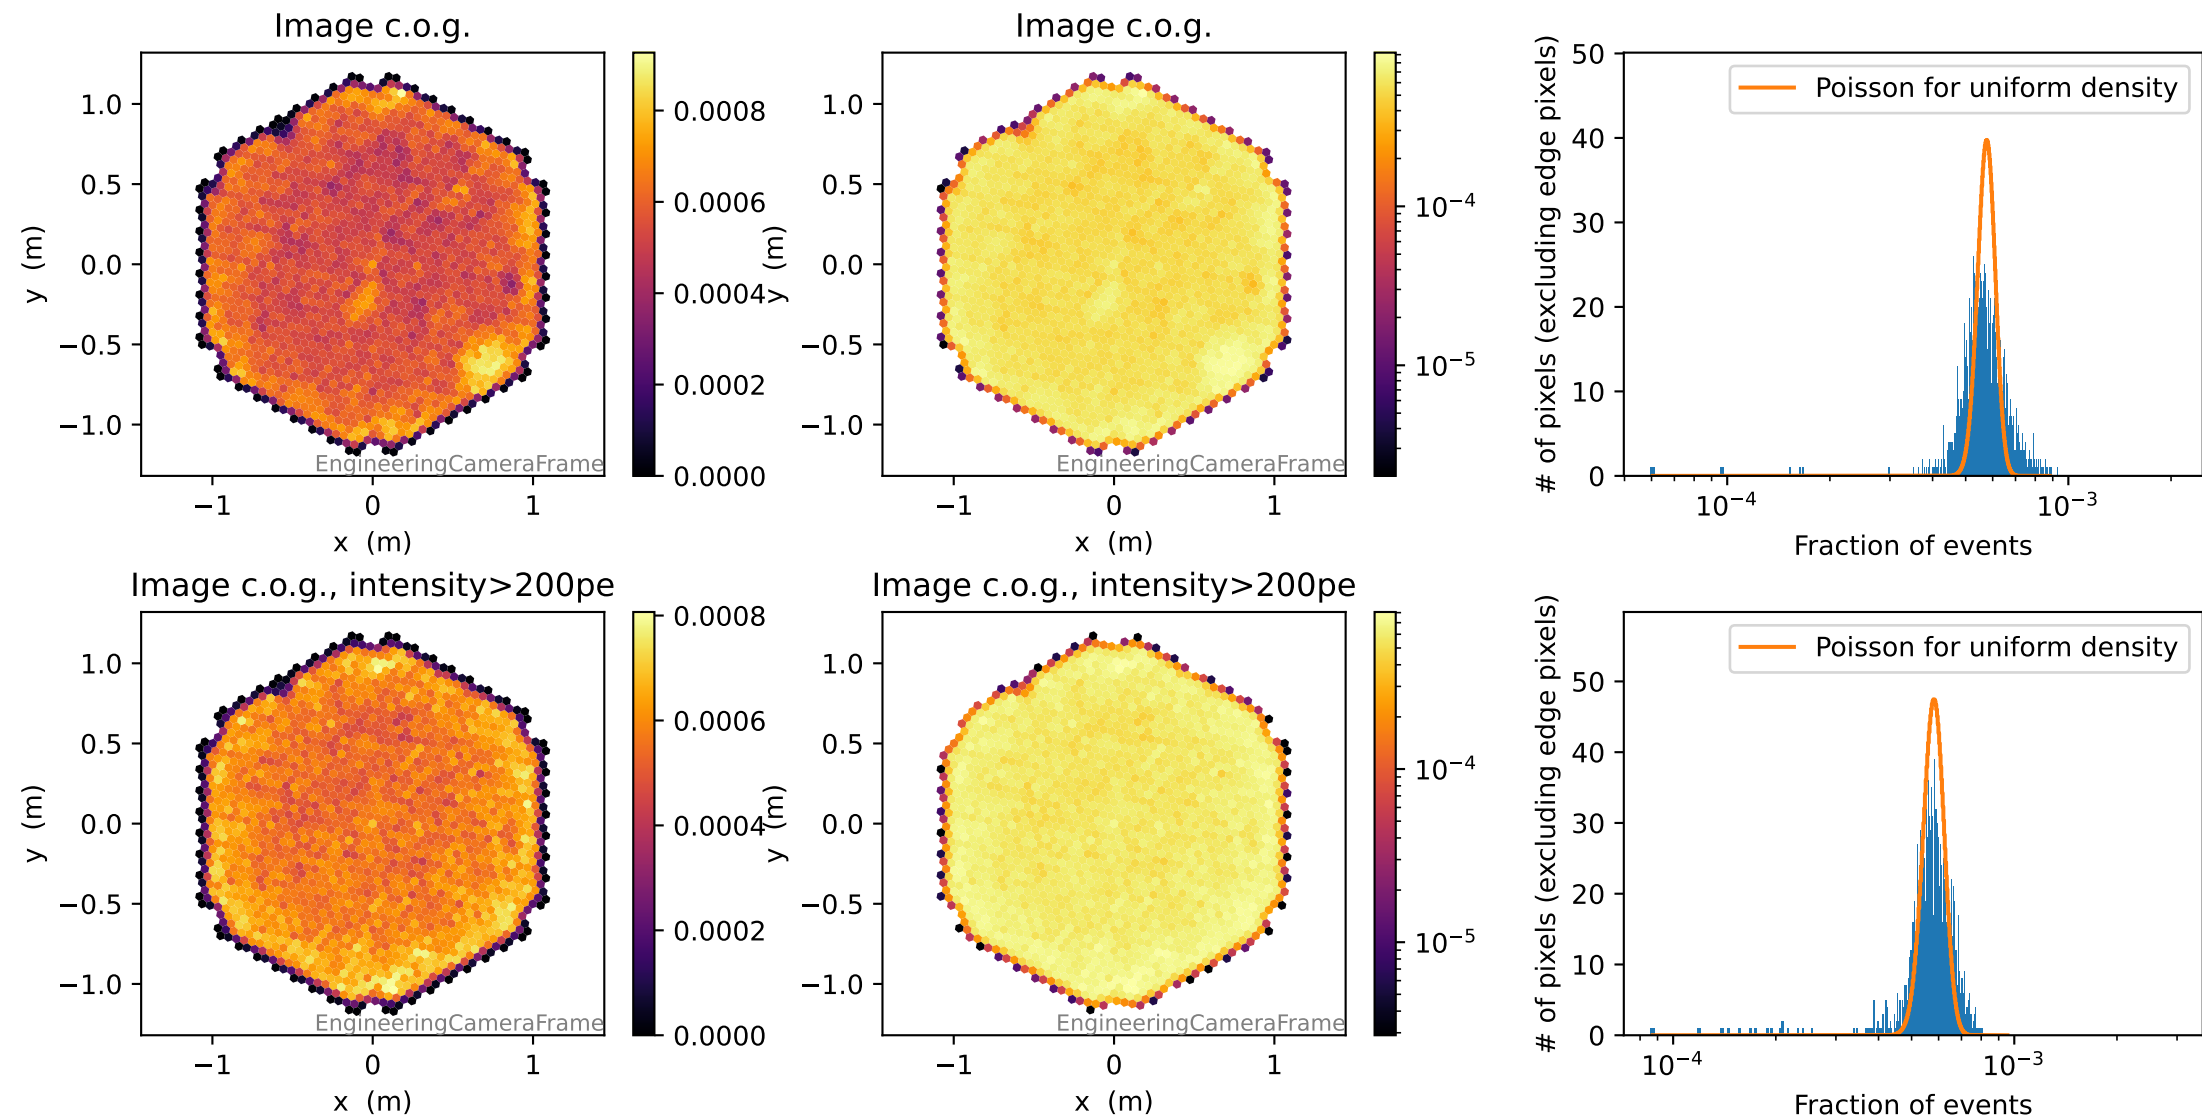 Image c.o.g.
y (m)
1.0
0.5
0.0
−0.5
−1.0
−1
0
1
x (m)
EngineeringCameraFrame
0.0008
0.0006
0.0004
0.0002
0.0000
Image c.o.g.
y (m)
1.0
0.5
0.0
−0.5
−1.0
−1
0
1
x (m)
EngineeringCameraFrame
10⁻⁴
10⁻⁵
# of pixels (excluding edge pixels)
50
40
30
20
10
0
Poisson for uniform density
10⁻⁴
10⁻³
Fraction of events
Image c.o.g., intensity>200pe
y (m)
1.0
0.5
0.0
−0.5
−1.0
−1
0
1
x (m)
EngineeringCameraFrame
0.0008
0.0006
0.0004
0.0002
0.0000
Image c.o.g., intensity>200pe
y (m)
1.0
0.5
0.0
−0.5
−1.0
−1
0
1
x (m)
EngineeringCameraFrame
10⁻⁴
10⁻⁵
# of pixels (excluding edge pixels)
50
40
30
20
10
0
Poisson for uniform density
10⁻⁴
10⁻³
Fraction of events